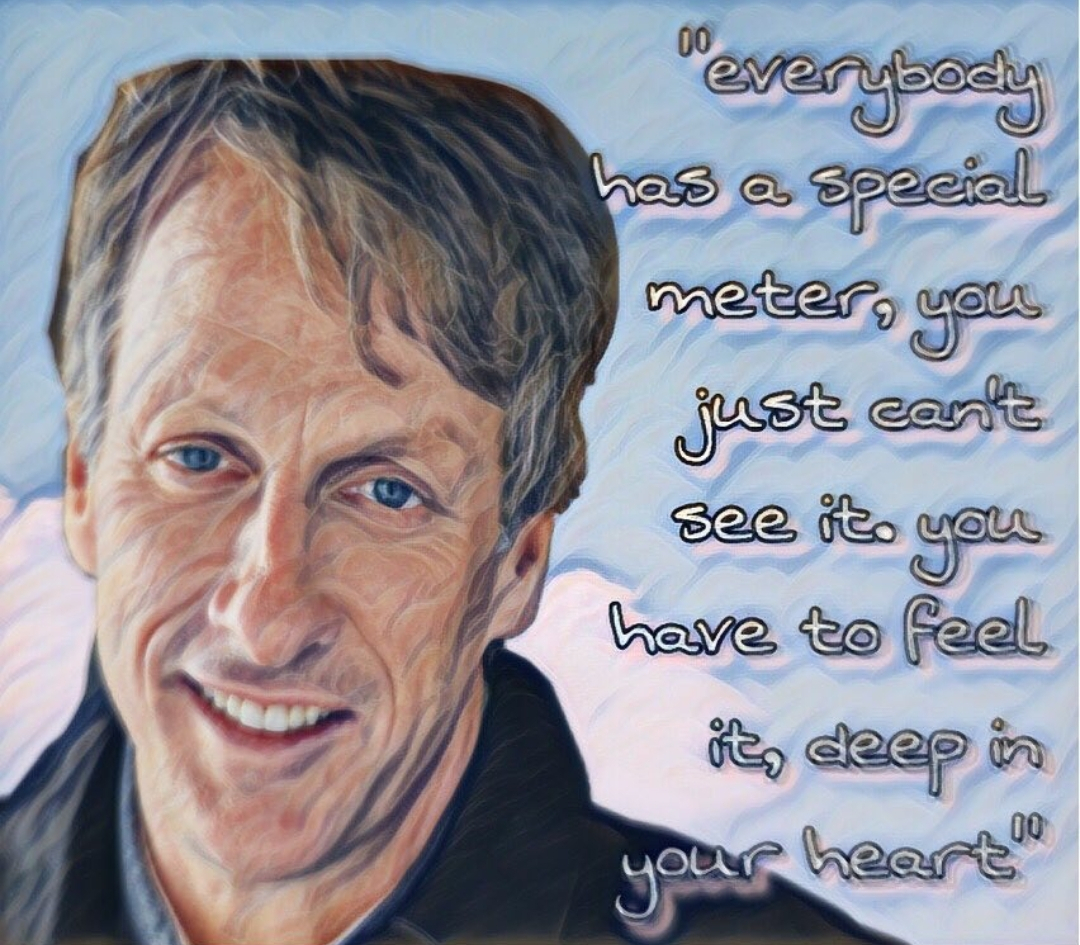 "everybody
has a special
meter, you
just can't
see it. you
have to feel
it, deep in
your heart"